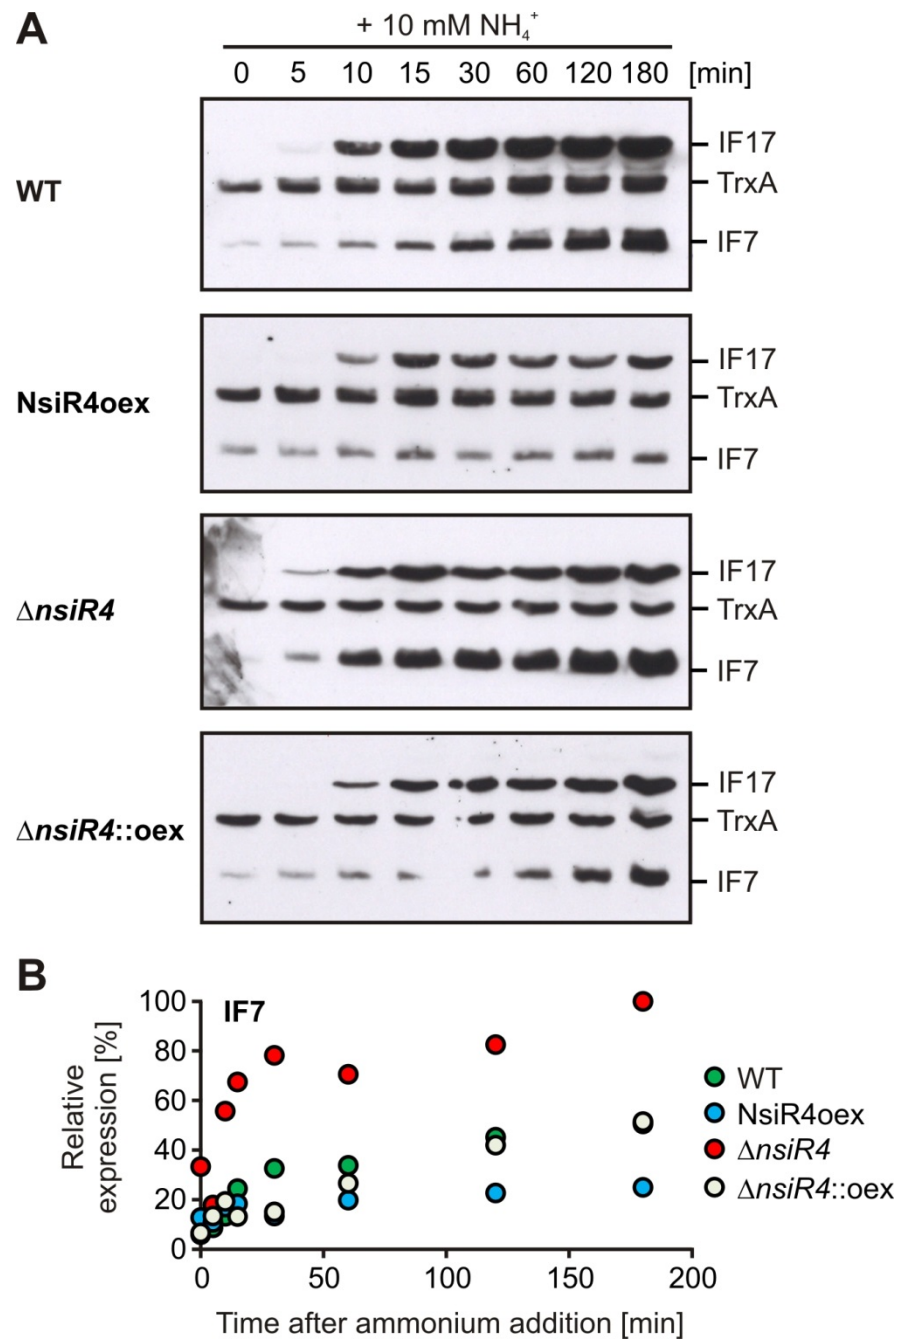 A
+ 10 mM NH₄⁺
0 5 10 15 30 60 120 180 [min]
WT
IF17
TrxA
IF7
NsiR4oex
IF17
TrxA
IF7
ΔnsiR4
IF17
TrxA
IF7
ΔnsiR4::oex
IF17
TrxA
IF7
B
IF7
Relative
expression [%]
100
80
60
40
20
0
0 50 100 150 200
Time after ammonium addition [min]
WT
NsiR4oex
ΔnsiR4
ΔnsiR4::oex